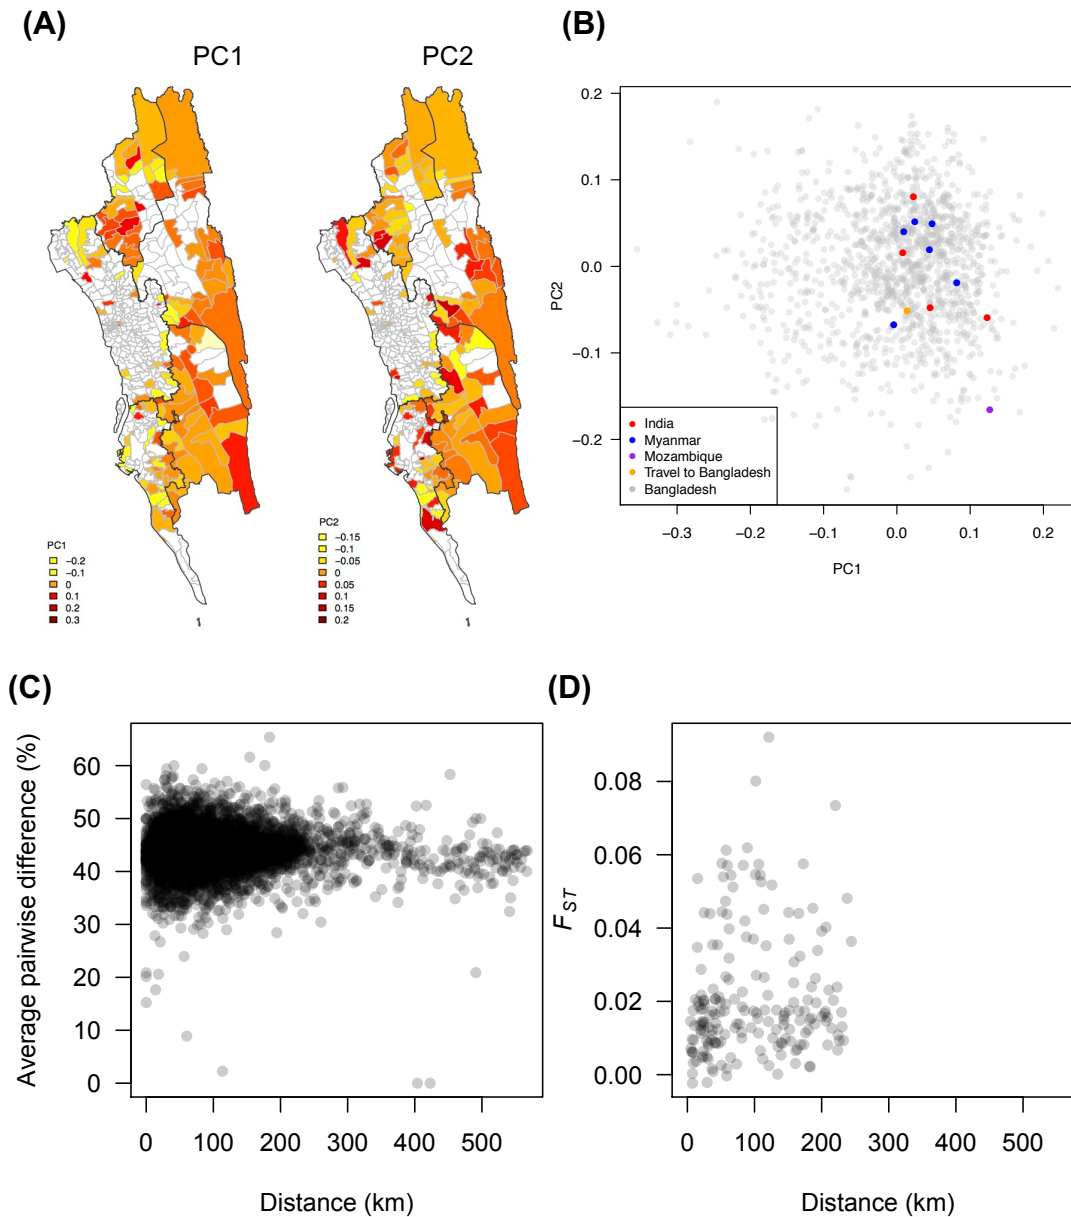 (A)
PC1
PC2
PC1
−0.2
−0.1
0
0.1
0.2
0.3
PC2
−0.15
−0.1
−0.05
0
0.05
0.1
0.15
0.2
(B)
0.2
0.1
0.0
−0.1
−0.2
PC2
India
Myanmar
Mozambique
Travel to Bangladesh
Bangladesh
−0.3
−0.2
−0.1
0.0
0.1
0.2
PC1
(C)
Average pairwise difference (%)
60
50
40
30
20
10
0
0
100
200
300
400
500
Distance (km)
(D)
F ST
0.08
0.06
0.04
0.02
0.00
0
100
200
300
400
500
Distance (km)